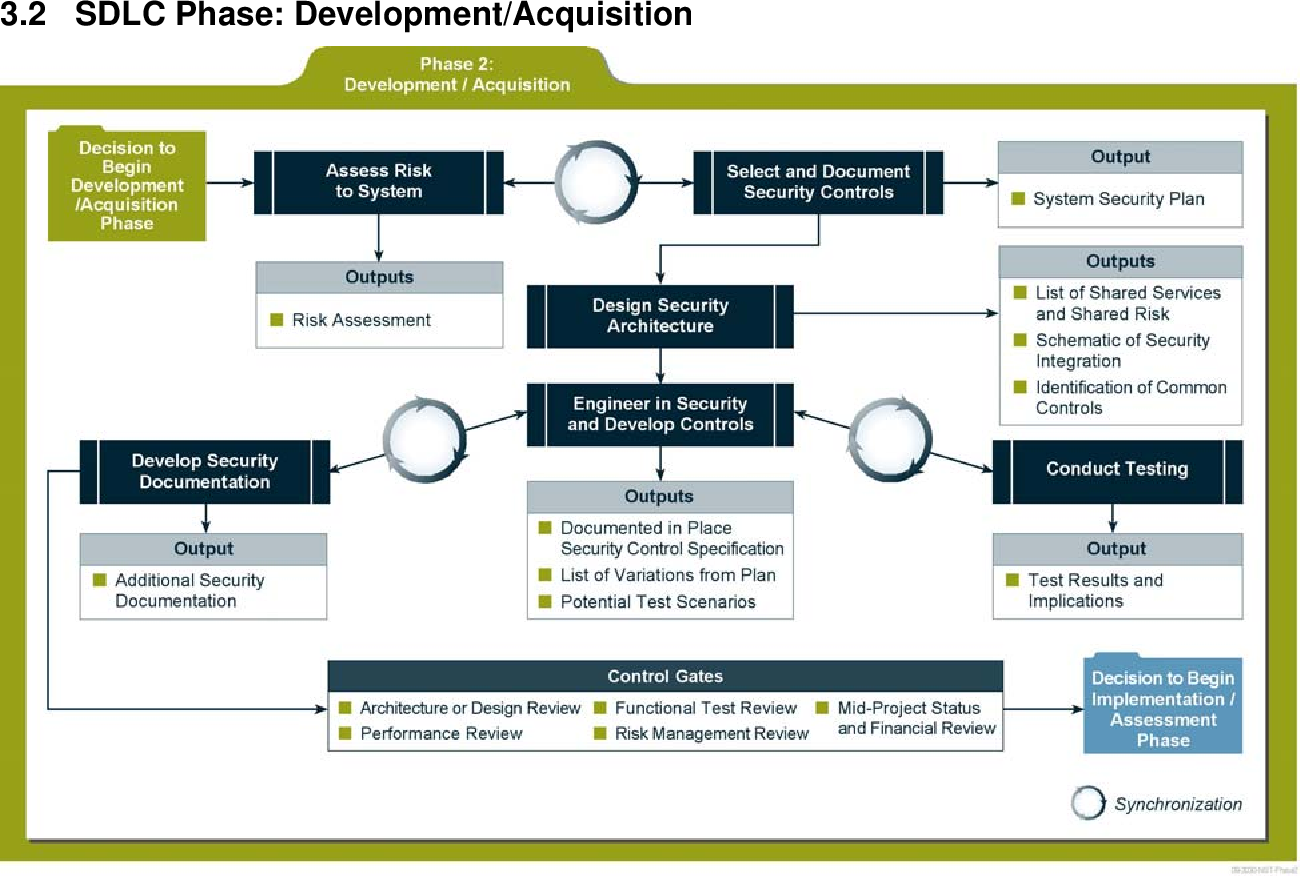 3.2 SDLC Phase: Development/Acquisition
Phase 2:
Development / Acquisition
Decision to
Begin
Development
/Acquisition
Phase
Assess Risk
to System
Select and Document
Security Controls
Output
System Security Plan
Outputs
Risk Assessment
Design Security
Architecture
Outputs
List of Shared Services
and Shared Risk
Schematic of Security
Integration
Identification of Common
Controls
Engineer in Security
and Develop Controls
Develop Security
Documentation
Conduct Testing
Output
Additional Security
Documentation
Outputs
Documented in Place
Security Control Specification
List of Variations from Plan
Potential Test Scenarios
Output
Test Results and
Implications
Control Gates
Architecture or Design Review
Performance Review
Functional Test Review
Risk Management Review
Mid-Project Status
and Financial Review
Decision to Begin
Implementation /
Assessment
Phase
Synchronization